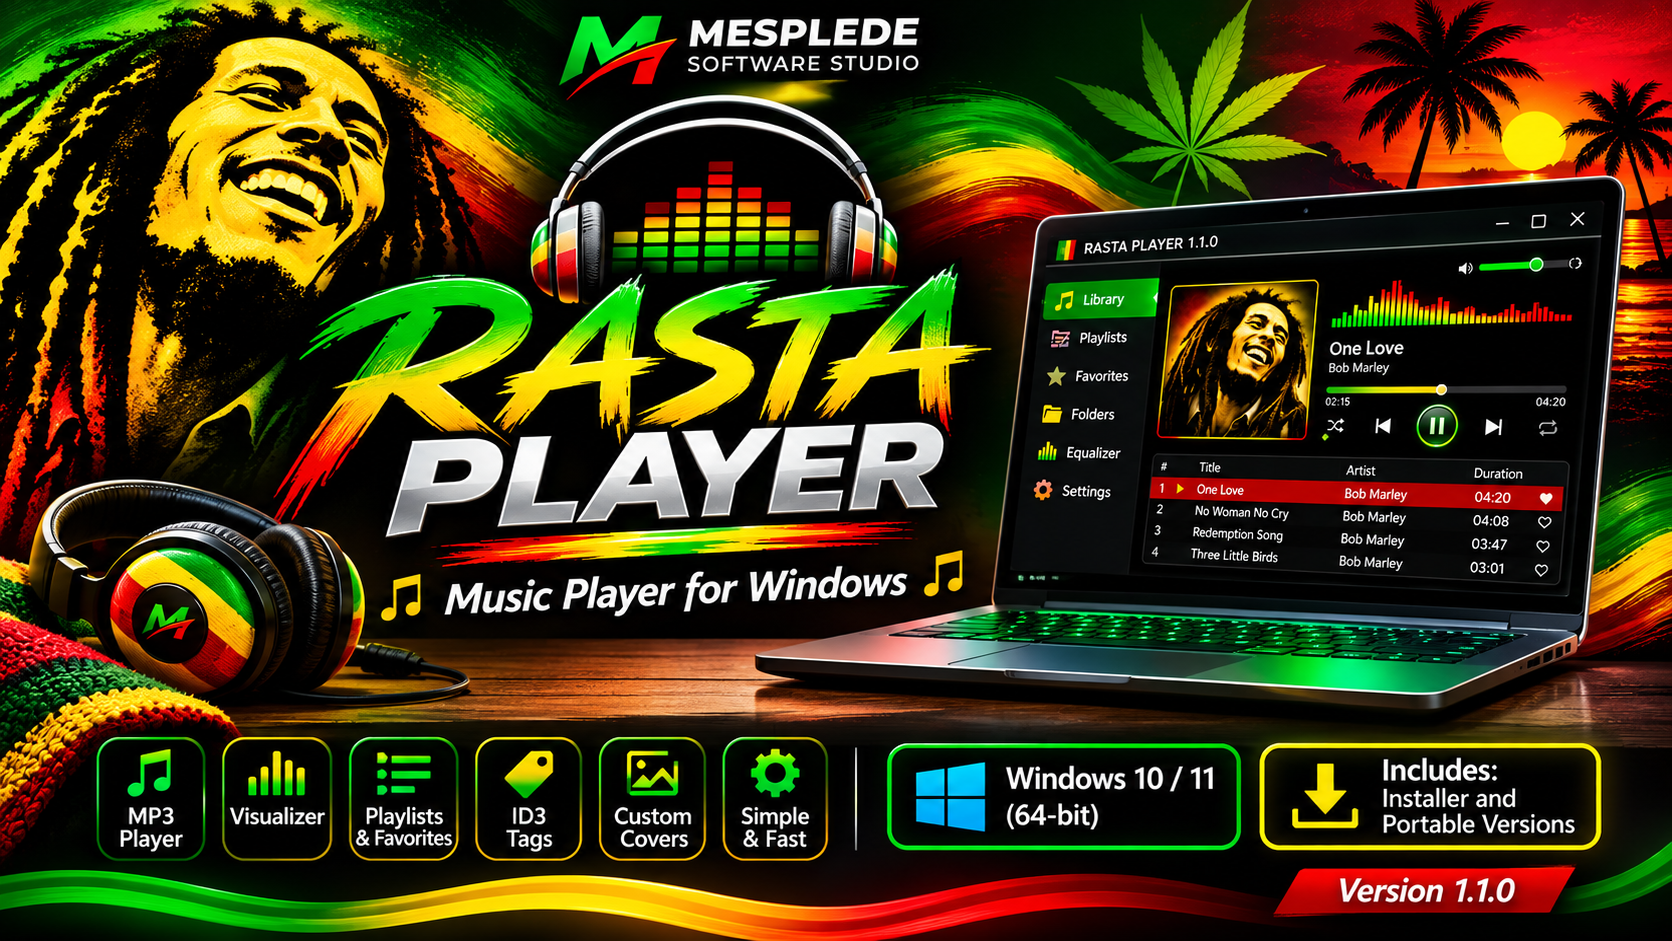 MESPLEDE
SOFTWARE STUDIO
RASTA
PLAYER
Music Player for Windows
RASTA PLAYER 1.1.0
Library
Playlists
Favorites
Folders
Equalizer
Settings
One Love
Bob Marley
02:15 04:20
# Title Artist Duration
1 One Love Bob Marley 04:20
2 No Woman No Cry Bob Marley 04:08
3 Redemption Song Bob Marley 03:47
4 Three Little Birds Bob Marley 03:01
MP3
Player
Visualizer
Playlists
& Favorites
ID3
Tags
Custom
Covers
Simple
& Fast
Windows 10 / 11
(64-bit)
Includes:
Installer and
Portable Versions
Version 1.1.0